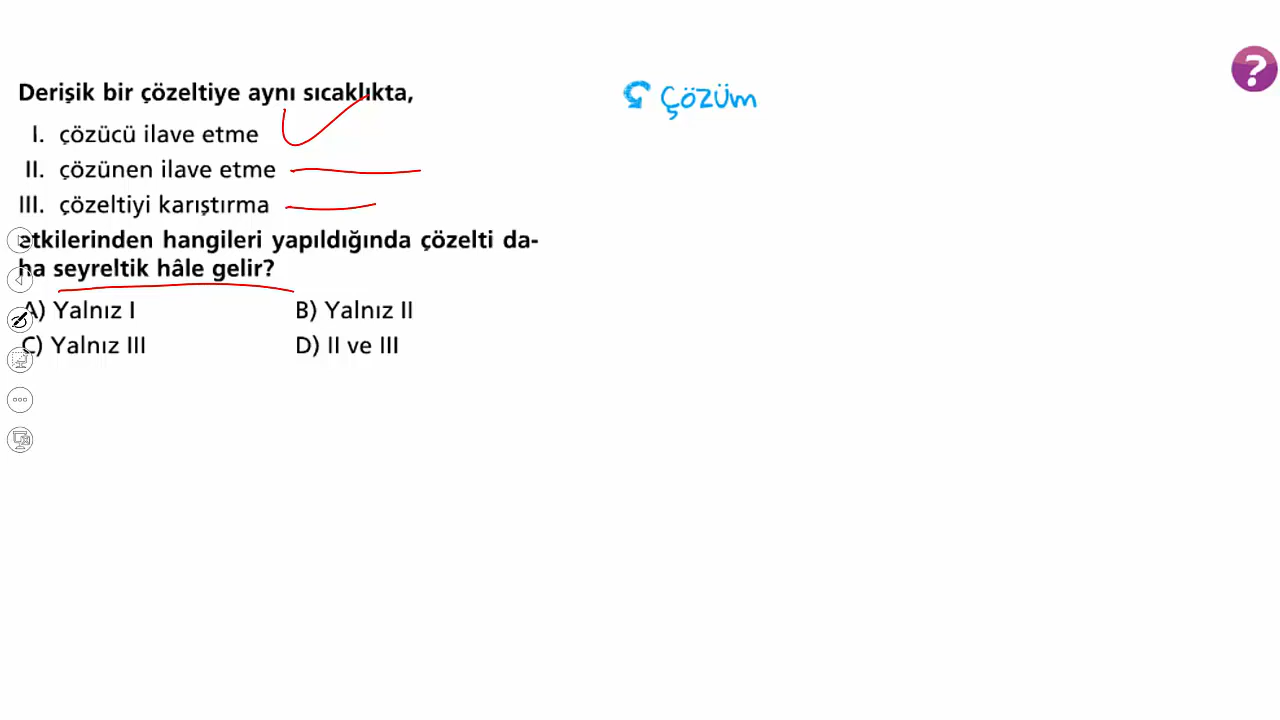 Derişik bir çözeltiye aynı sıcaklıkta,
I. çözücü ilave etme
II. çözünen ilave etme
III. çözeltiyi karıştırma
etkilerinden hangileri yapıldığında çözelti da-
ha seyreltik hâle gelir?
A) Yalnız I
B) Yalnız II
C) Yalnız III
D) II ve III
Çözüm
?